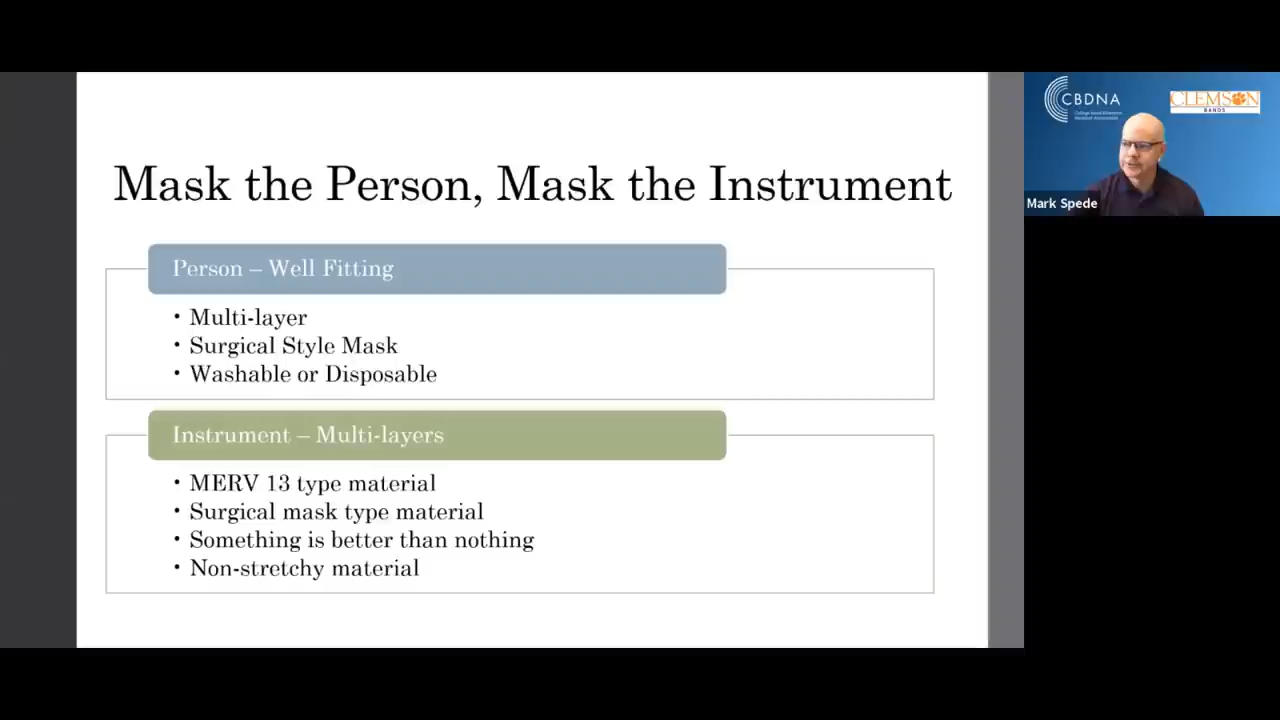 Mask the Person, Mask the Instrument
Person – Well Fitting
• Multi-layer
• Surgical Style Mask
• Washable or Disposable
Instrument – Multi-layers
• MERV 13 type material
• Surgical mask type material
• Something is better than nothing
• Non-stretchy material
CBDNA
CLEMSON
BANDS
Mark Spede